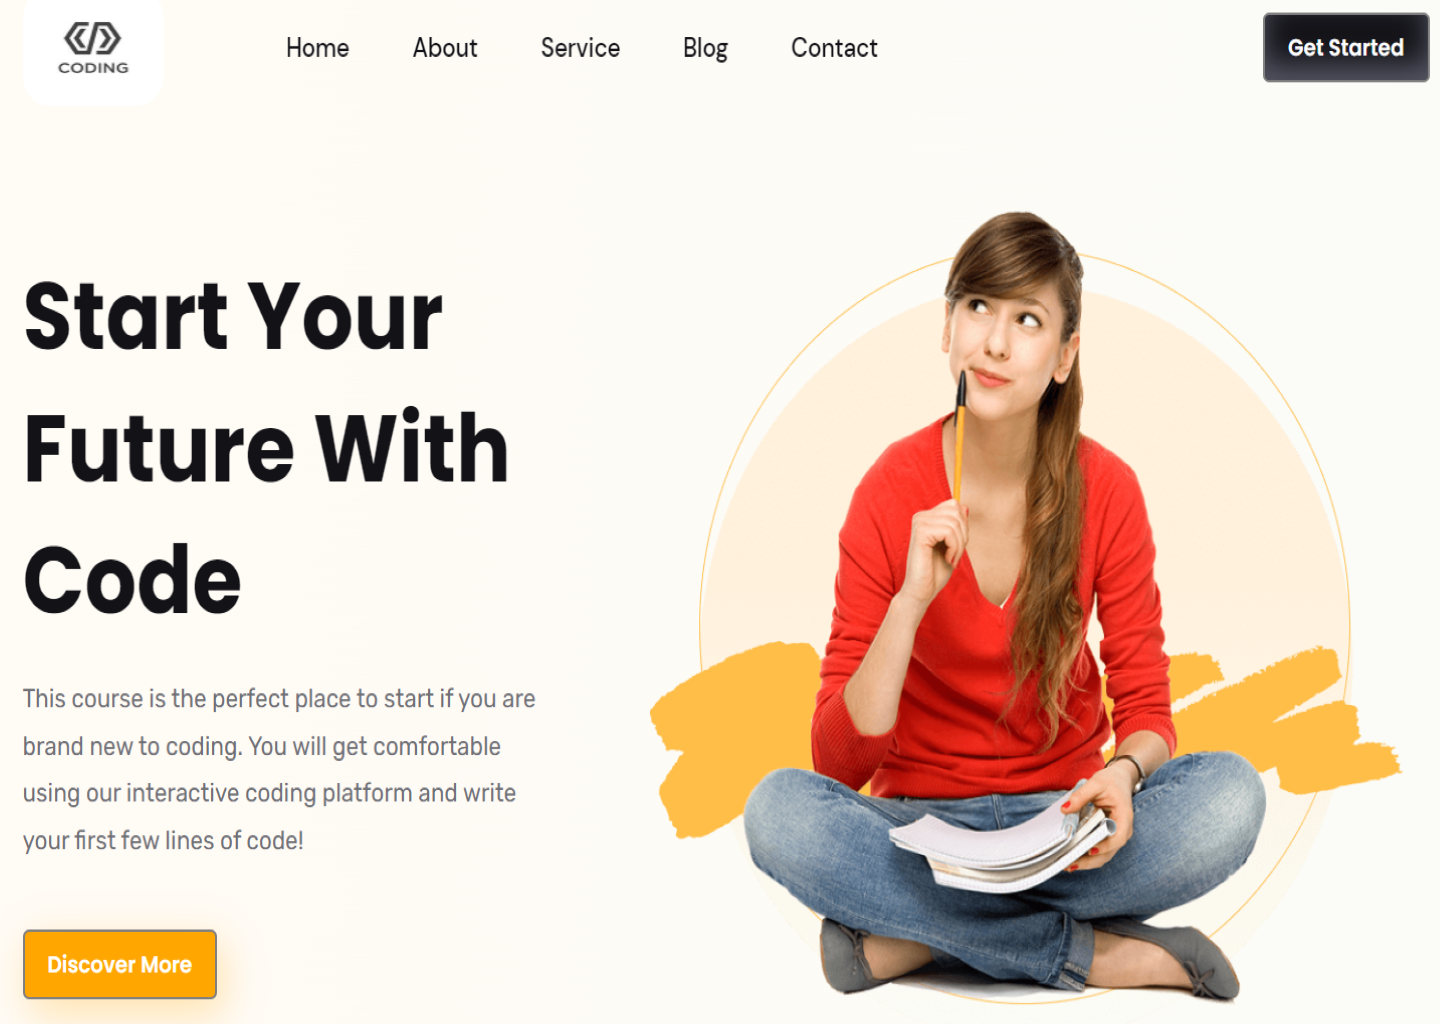 CODING
Home About Service Blog Contact
Get Started
Start Your
Future With
Code
This course is the perfect place to start if you are
brand new to coding. You will get comfortable
using our interactive coding platform and write
your first few lines of code!
Discover More